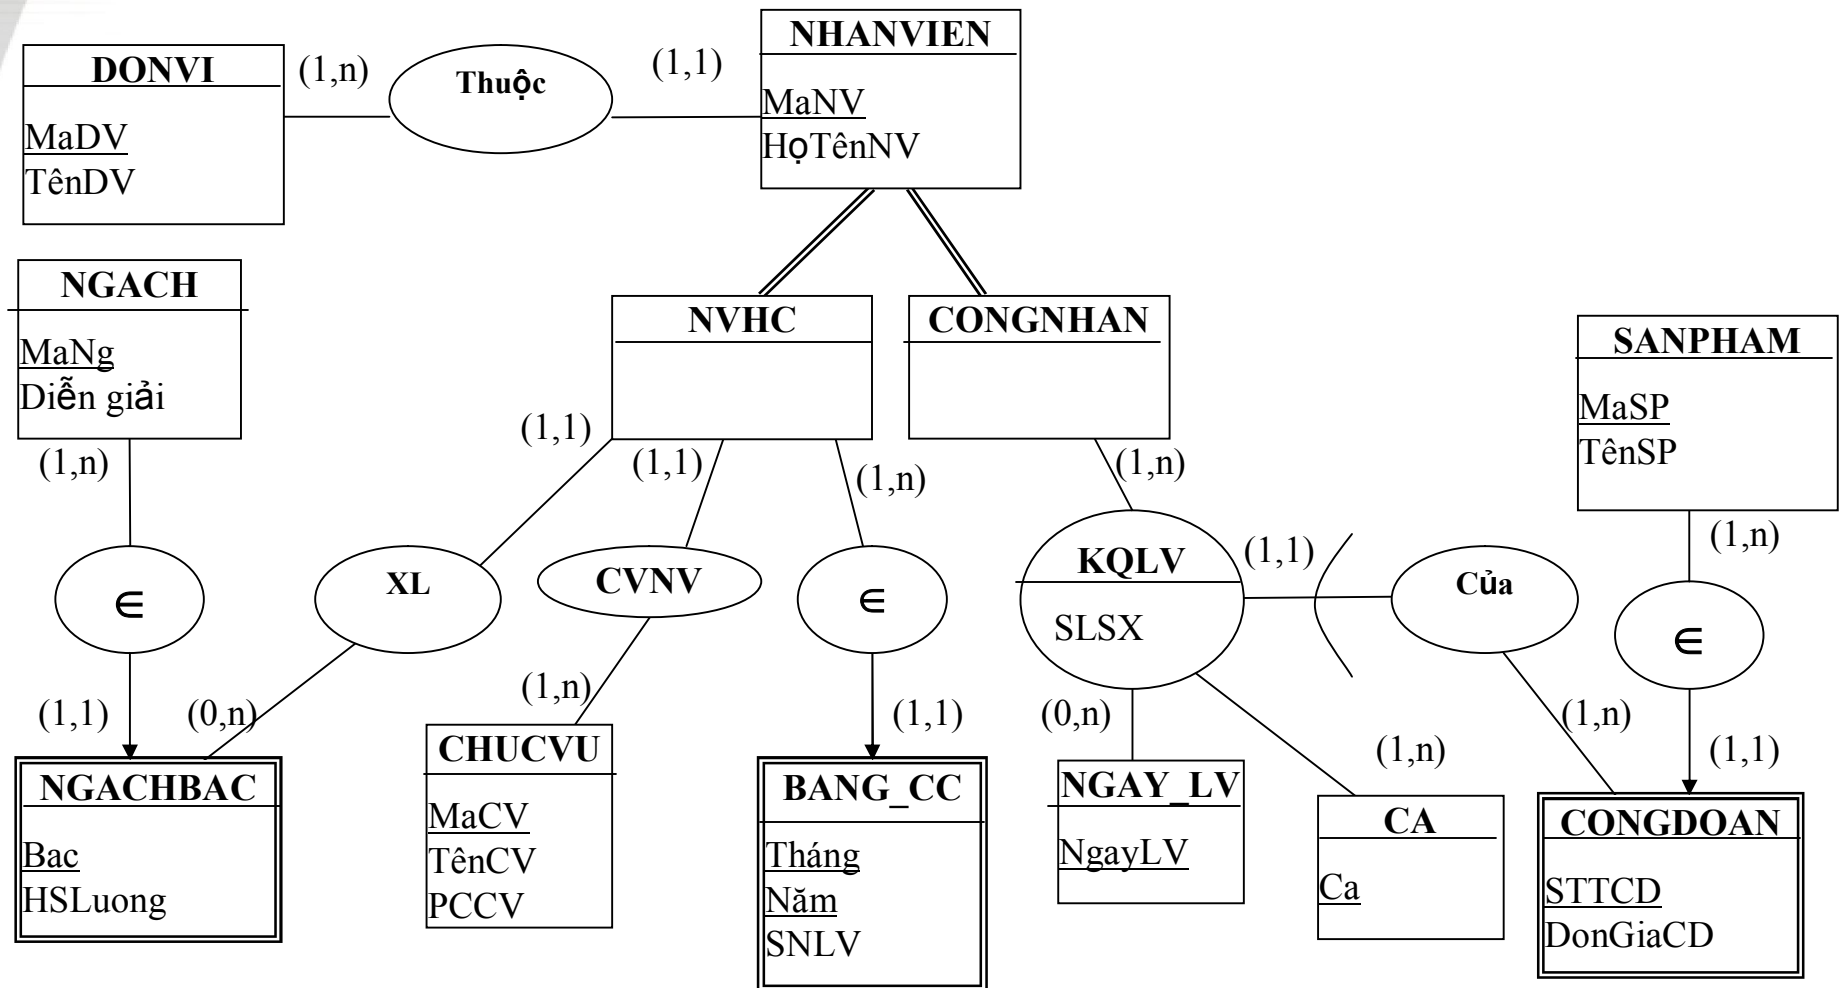 NHANVIEN
DONVI
(1,n)
Thuộc
(1,1)
MaNV
HọTênNV
MaDV
TênDV
NGACH
MaNg
Diễn giải
(1,n)
NVHC
CONGNHAN
SANPHAM
MaSP
TênSP
(1,1)
(1,1)
(1,n)
(1,n)
(1,n)
∈
XL
CVNV
∈
KQLV
SLSX
(1,1)
Của
∈
(1,1)
(0,n)
(1,n)
(1,1)
(0,n)
(1,n)
(1,n)
(1,1)
NGACHBAC
Bac
HSLuong
CHUCVU
MaCV
TênCV
PCCV
BANG_CC
Tháng
Năm
SNLV
NGAY_LV
NgayLV
CA
Ca
CONGDOAN
STTCD
DonGiaCD